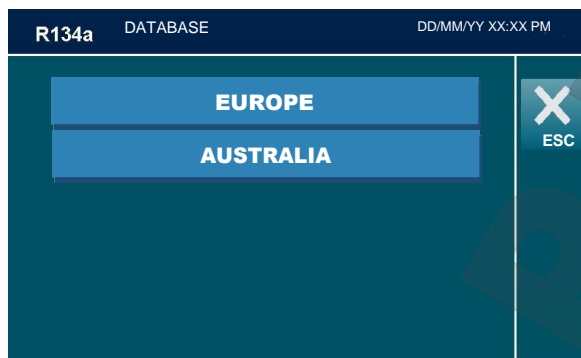 R134a DATABASE DD/MM/YY XX:XX PM
EUROPE
AUSTRALIA
ESC